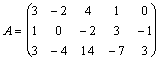 A = ( 3 - 2 4 1 0
1 0 - 2 3 - 1
3 - 4 14 - 7 3 )